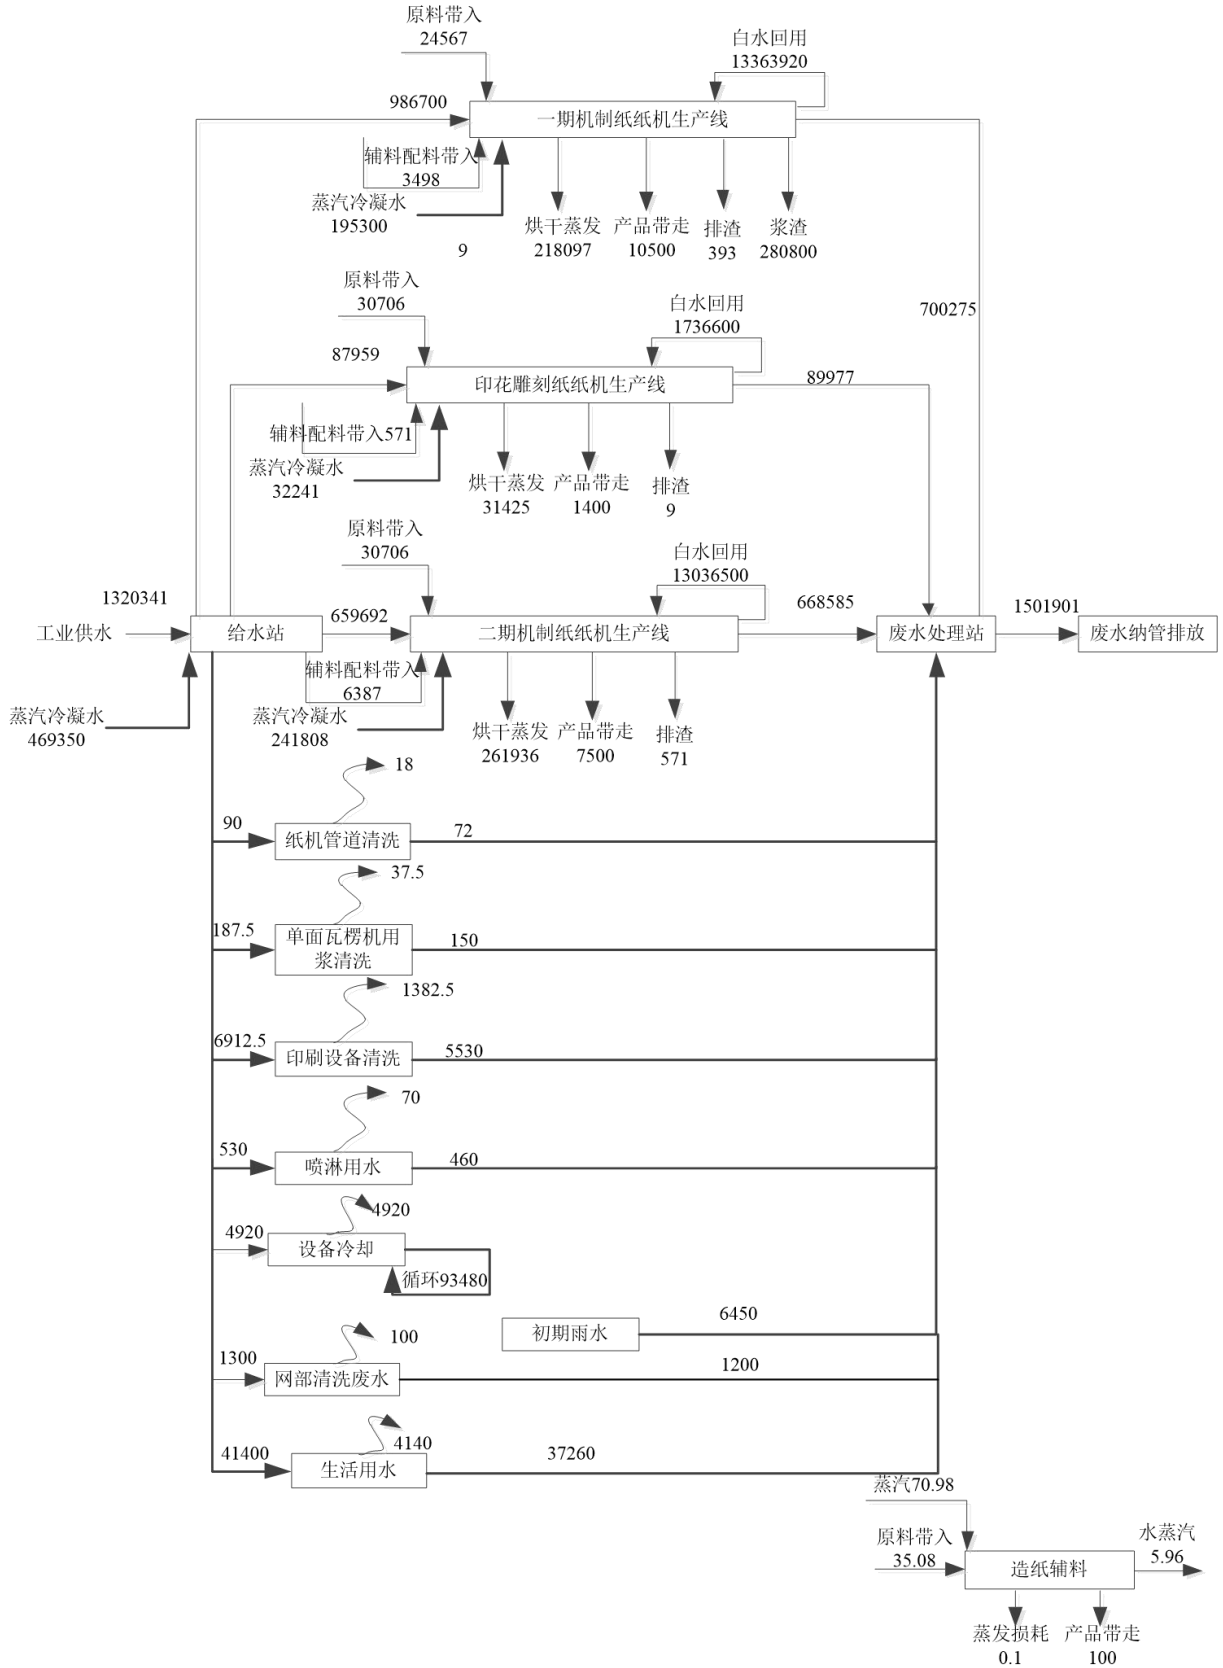 原料带入
24567
白水回用
13363920
986700
一期机制纸纸机生产线
辅料配料带入
3498
蒸汽冷凝水
195300
烘干蒸发
218097
产品带走
10500
排渣
393
浆渣
280800
9
原料带入
30706
白水回用
1736600
700275
87959
印花雕刻纸纸机生产线
89977
辅料配料带入571
蒸汽冷凝水
32241
烘干蒸发
31425
产品带走
1400
排渣
9
原料带入
30706
白水回用
13036500
1320341
工业供水
给水站
659692
二期机制纸纸机生产线
668585
废水处理站
1501901
废水纳管排放
辅料配料带入
6387
蒸汽冷凝水
469350
蒸汽冷凝水
241808
烘干蒸发
261936
产品带走
7500
排渣
571
18
90
纸机管道清洗
72
37.5
187.5
单面瓦楞机用
浆清洗
150
1382.5
6912.5
印刷设备清洗
5530
70
530
喷淋用水
460
4920
4920
设备冷却
循环93480
初期雨水
6450
100
1300
网部清洗废水
1200
4140
41400
生活用水
37260
蒸汽70.98
原料带入
35.08
造纸辅料
水蒸汽
5.96
蒸发损耗
0.1
产品带走
100